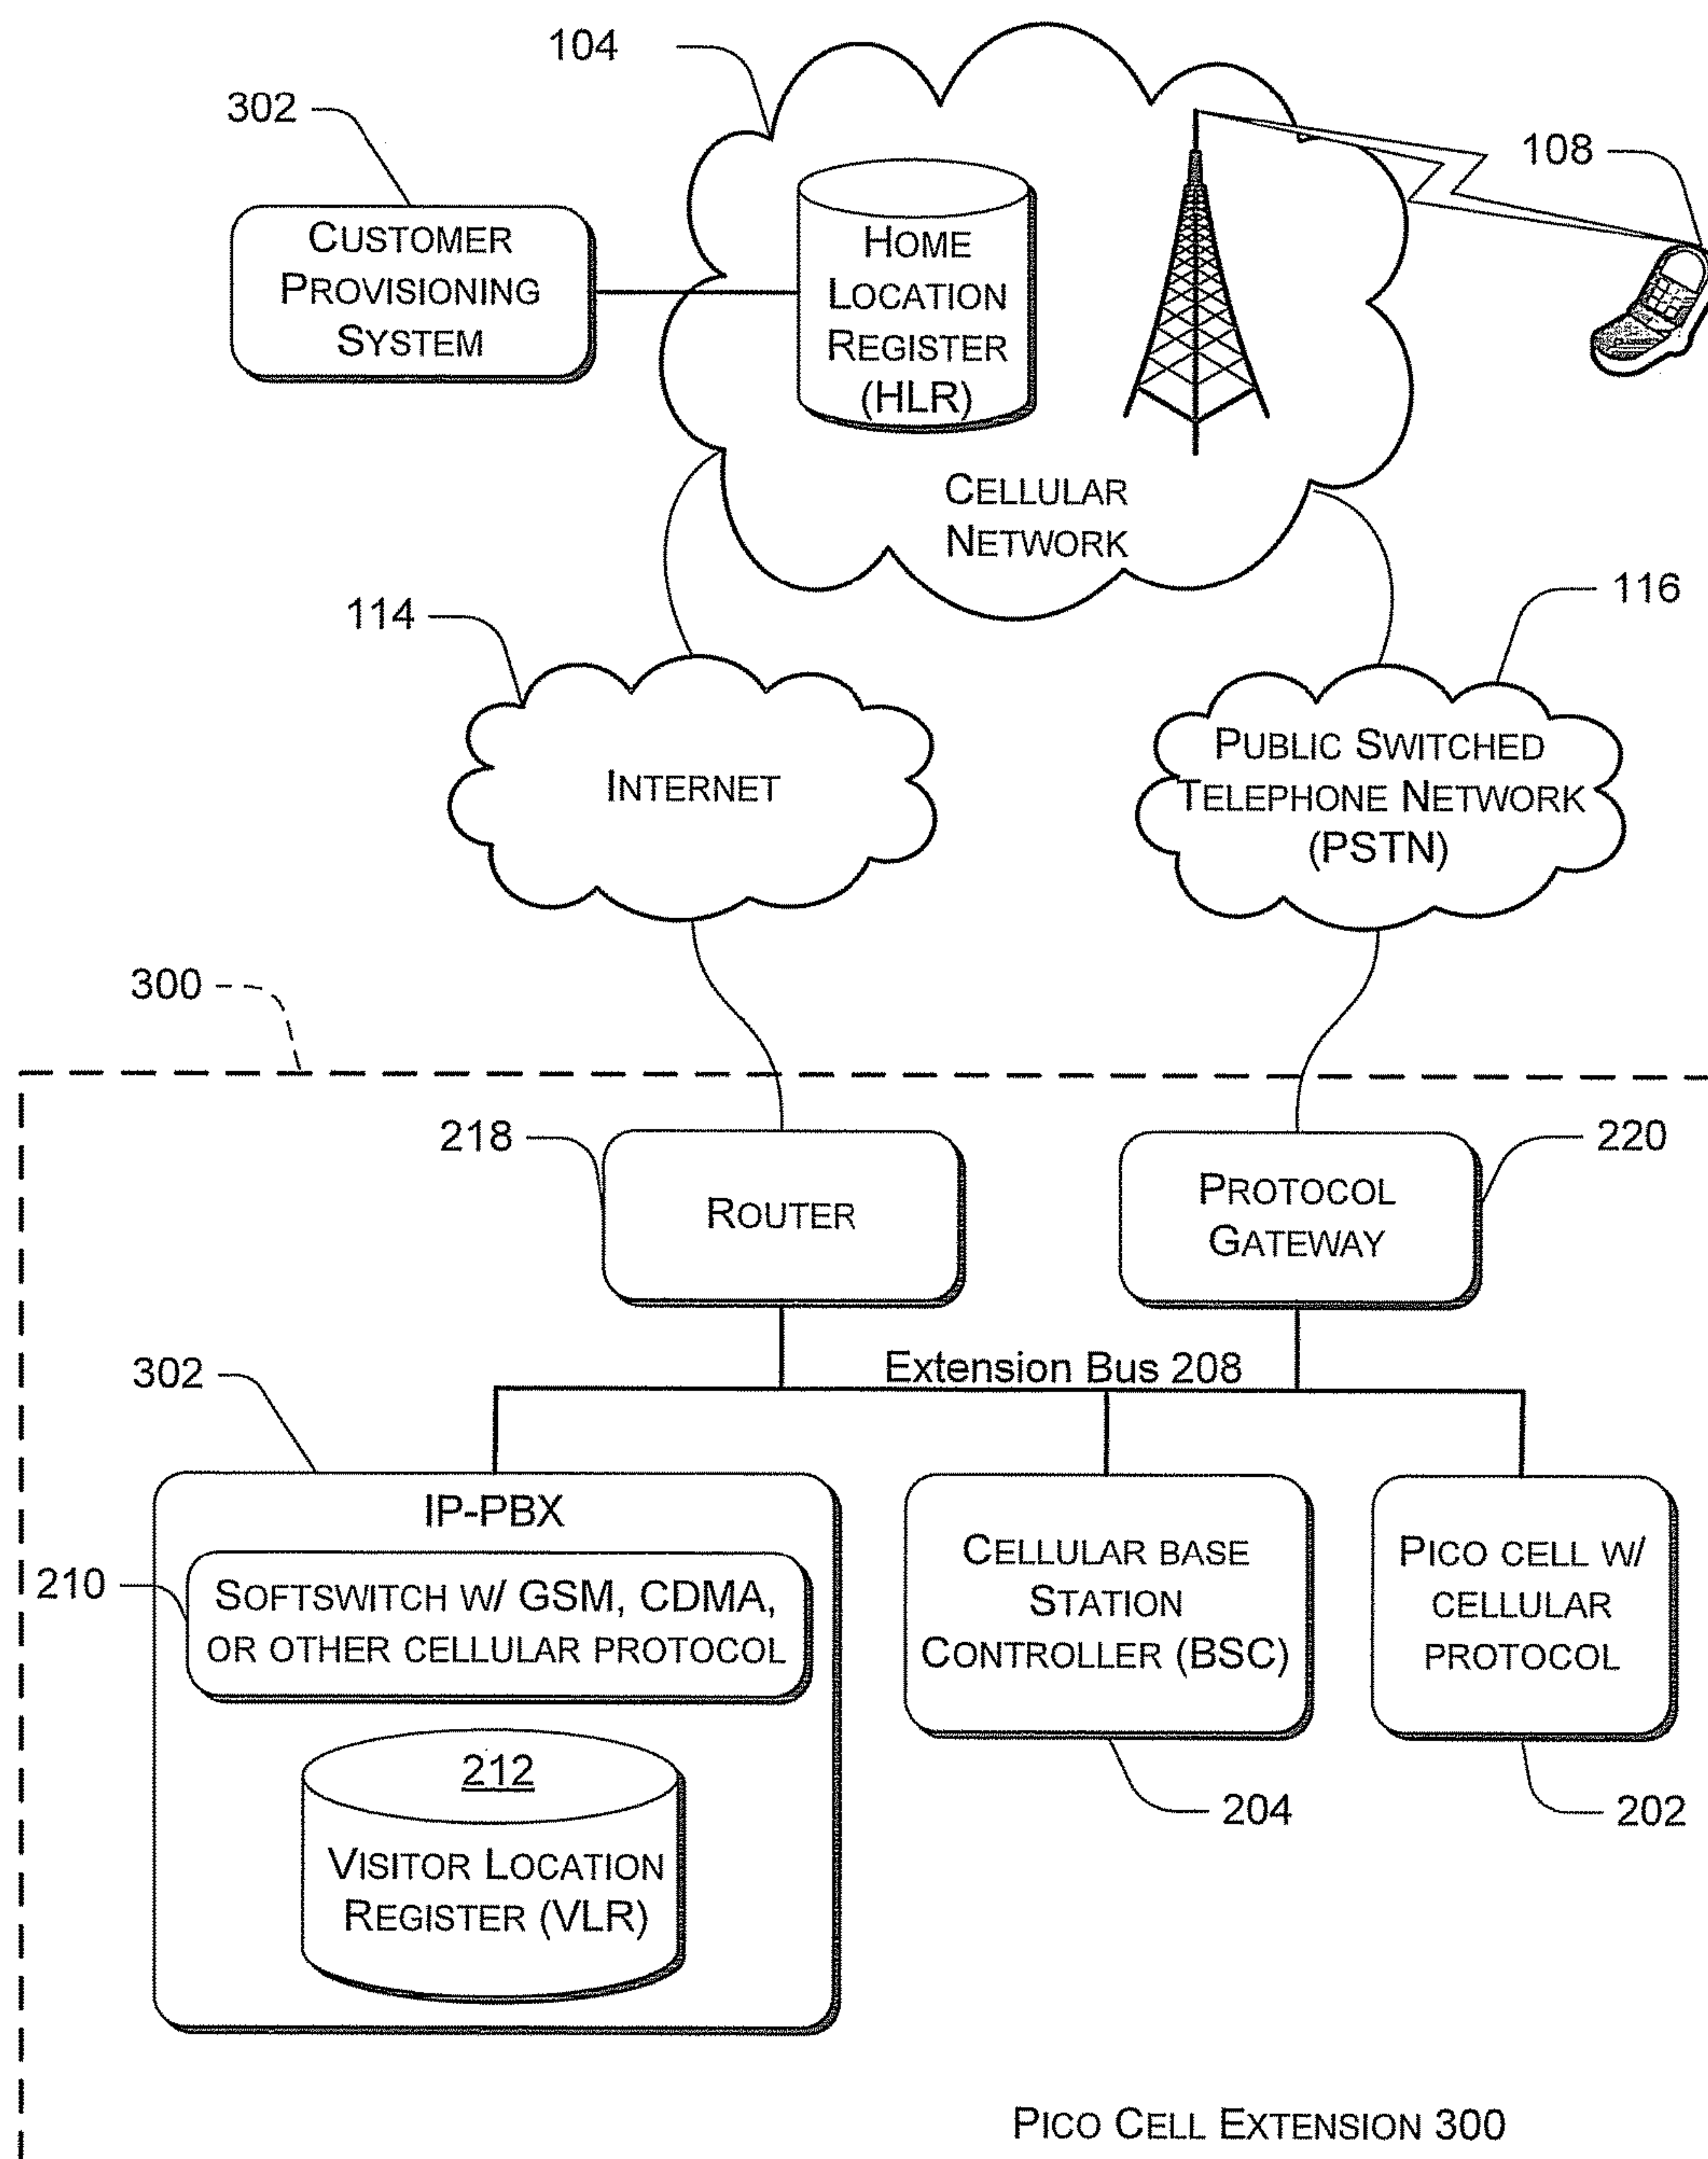 104
302
108
CUSTOMER
PROVISIONING
SYSTEM
HOME
LOCATION
REGISTER
(HLR)
CELLULAR
NETWORK
114
116
INTERNET
PUBLIC SWITCHED
TELEPHONE NETWORK
(PSTN)
300
218
220
ROUTER
PROTOCOL
GATEWAY
302
Extension Bus 208
IP-PBX
210
SOFTSWITCH W/ GSM, CDMA,
OR OTHER CELLULAR PROTOCOL
212
VISITOR LOCATION
REGISTER (VLR)
CELLULAR BASE
STATION
CONTROLLER (BSC)
204
PICO CELL W/
CELLULAR
PROTOCOL
202
PICO CELL EXTENSION 300